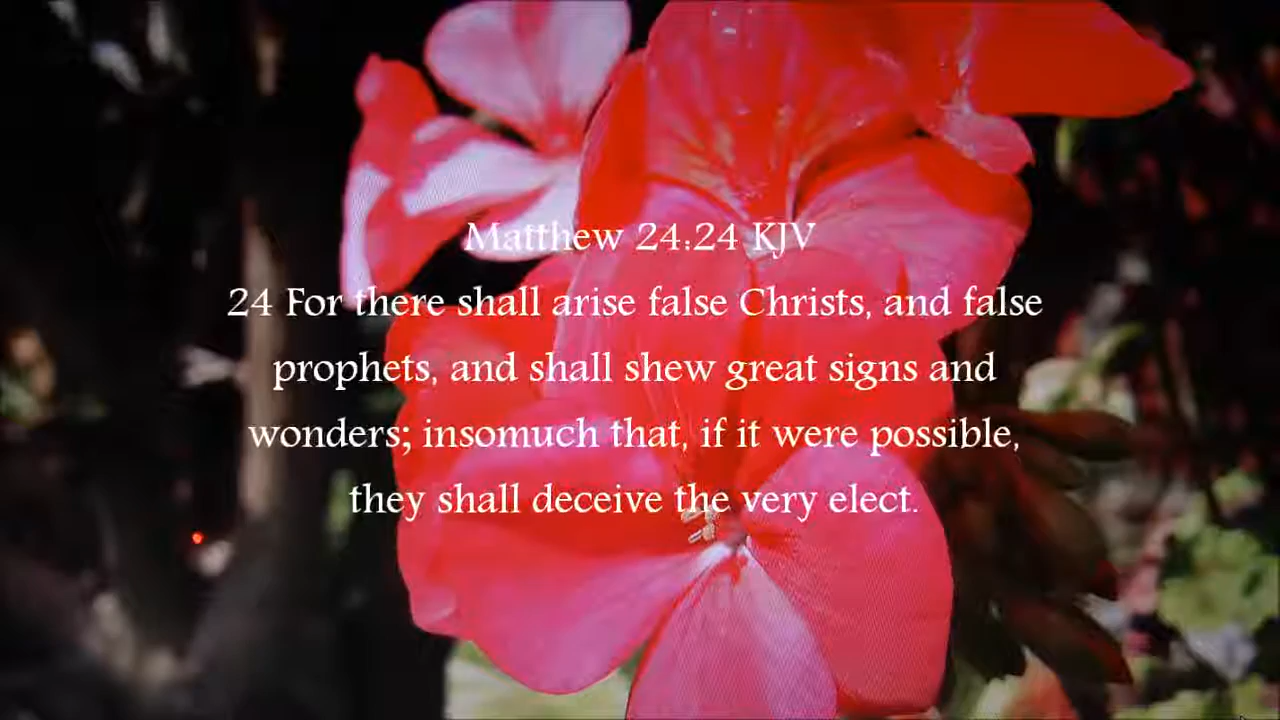 Matthew 24:24 KJV
24 For there shall arise false Christs, and false
prophets, and shall shew great signs and
wonders; insomuch that, if it were possible,
they shall deceive the very elect.